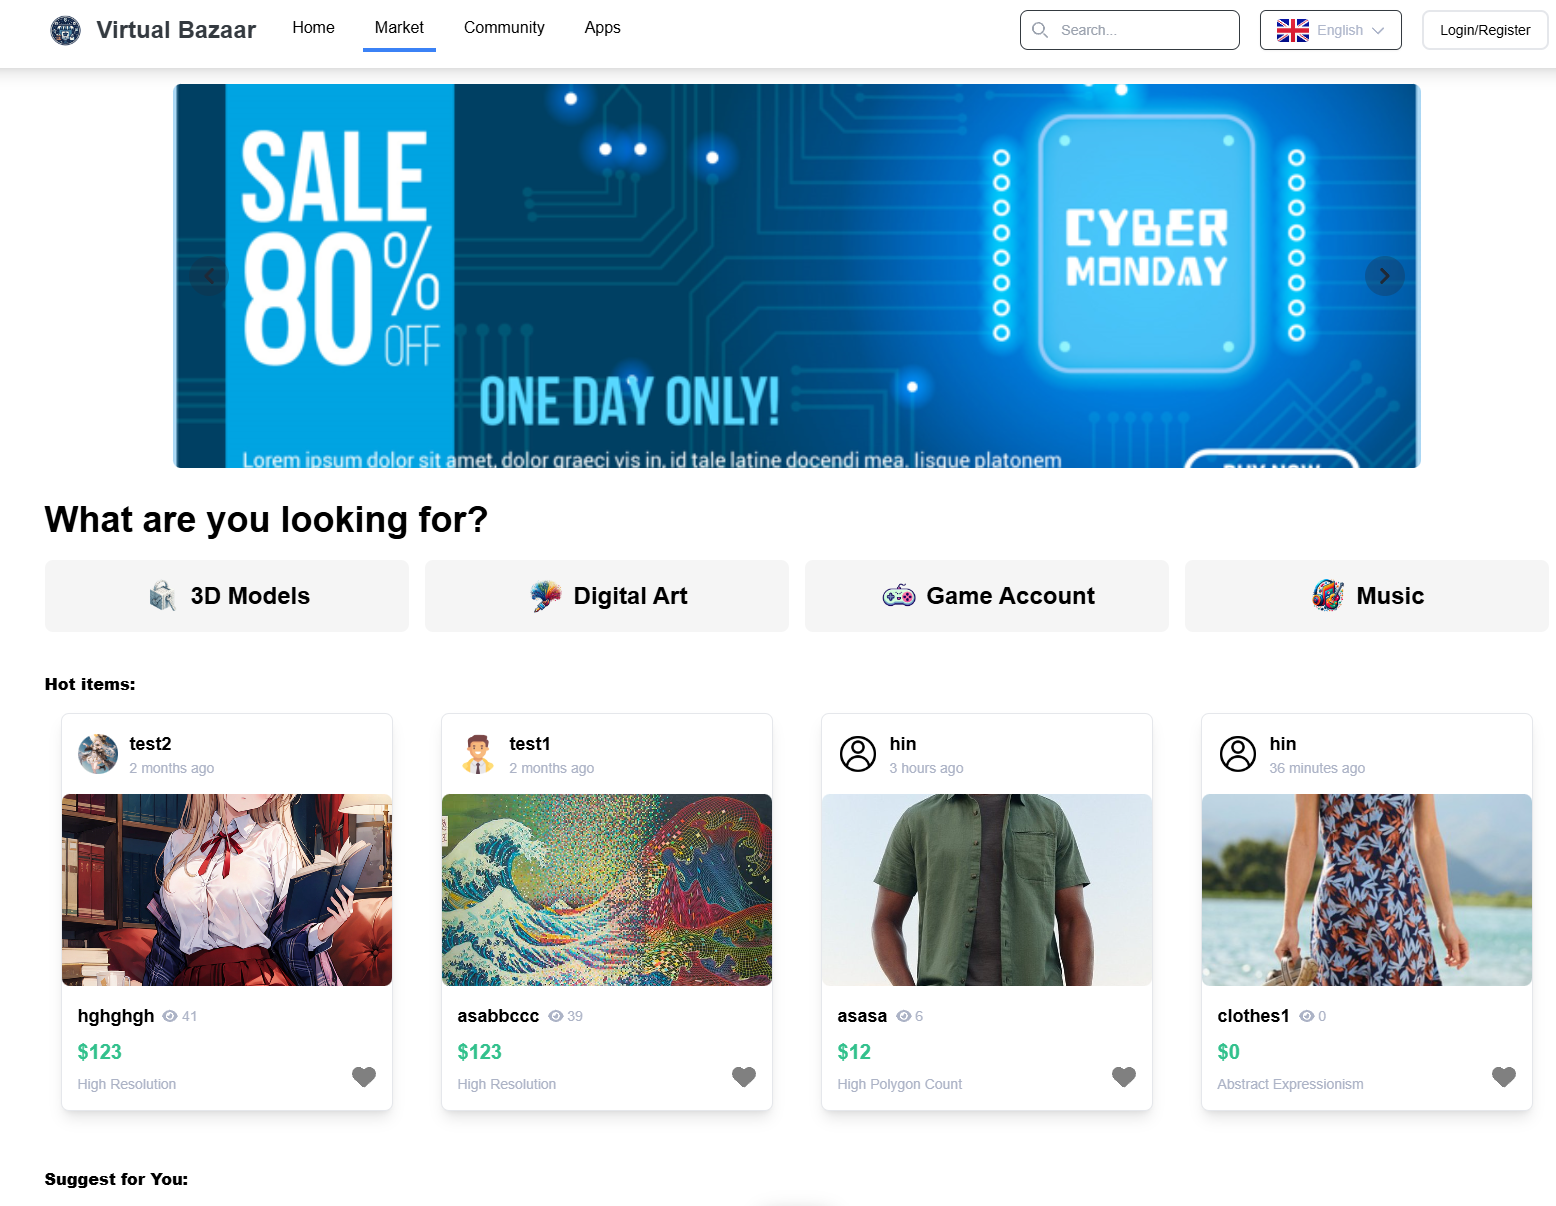 Virtual Bazaar
Home
Market
Community
Apps
Search...
English
Login/Register
SALE
80%
OFF
ONE DAY ONLY!
CYBER
MONDAY
Lorem ipsum dolor sit amet, dolor graeci vis in, id tale latine docendi mea, lisque platonem
BUY NOW
What are you looking for?
3D Models
Digital Art
Game Account
Music
Hot items:
test2
2 months ago
hghghgh 41
$123
High Resolution
test1
2 months ago
asabbccc 39
$123
High Resolution
hin
3 hours ago
asasa 6
$12
High Polygon Count
hin
36 minutes ago
clothes1 0
$0
Abstract Expressionism
Suggest for You: